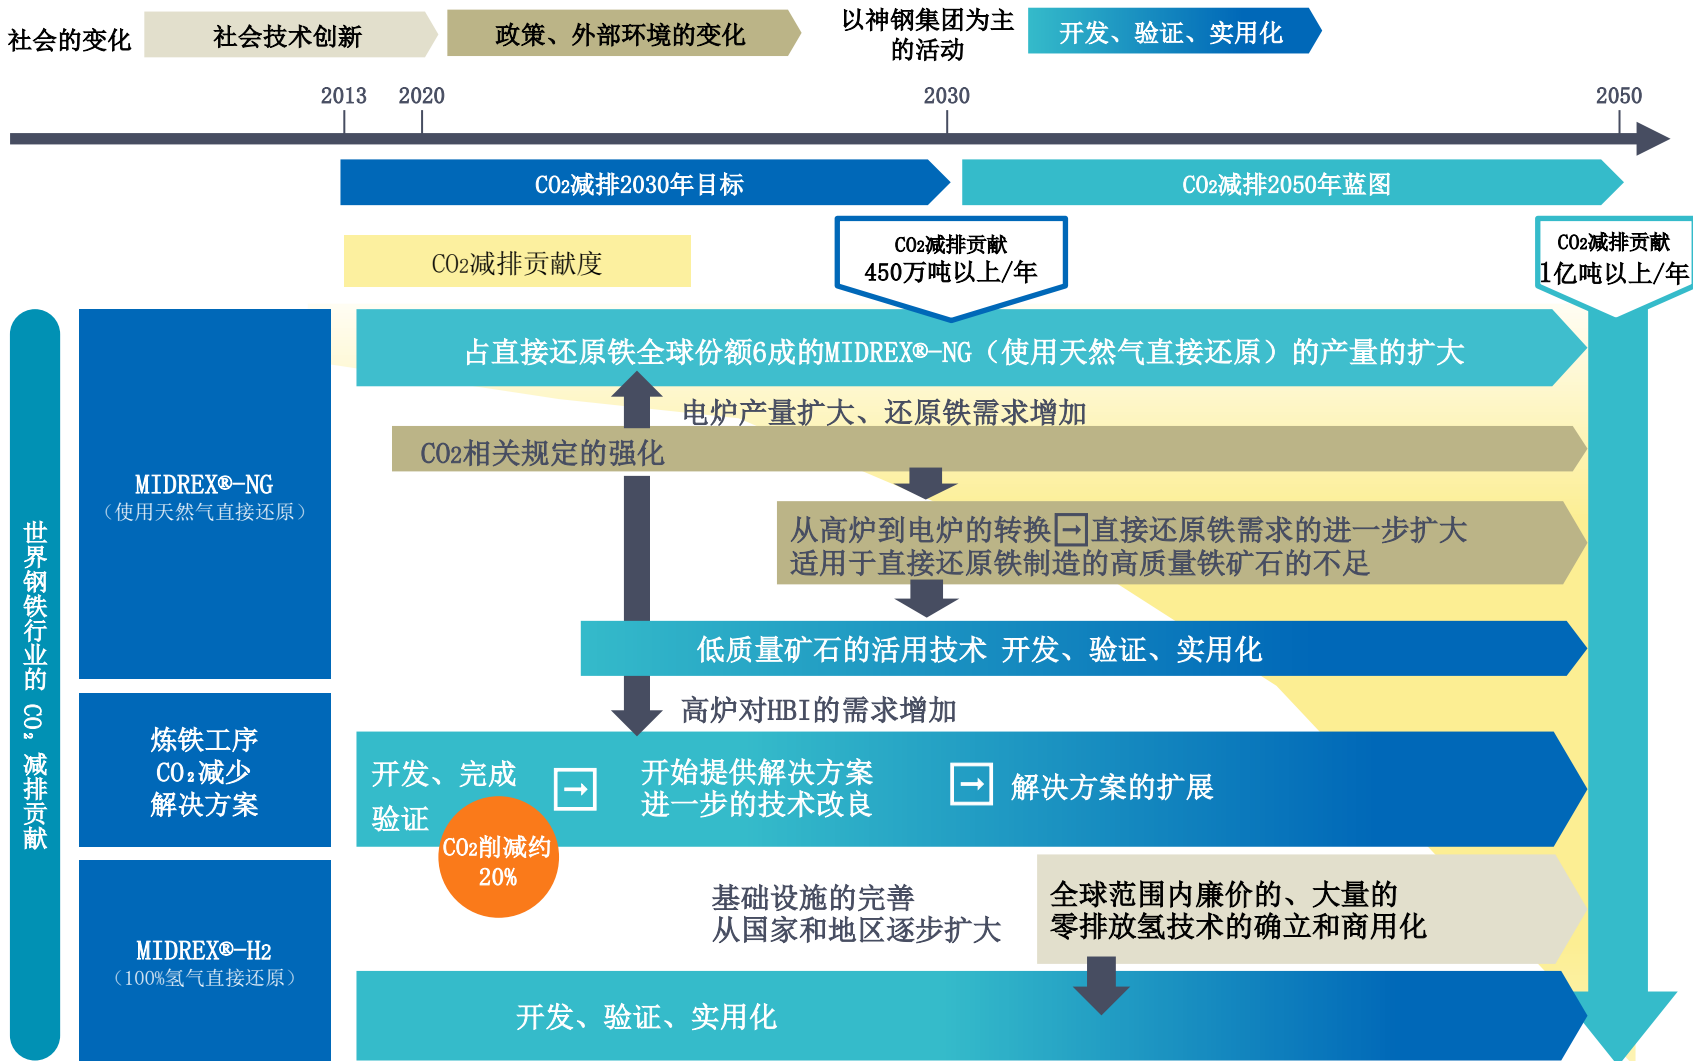 社会的变化
社会技术创新
政策、外部环境的变化
以神钢集团为主
的活动
开发、验证、实用化
2013
2020
2030
2050
CO₂减排2030年目标
CO₂减排2050年蓝图
CO₂减排贡献度
CO₂减排贡献
450万吨以上/年
CO₂减排贡献
1亿吨以上/年
世界钢铁行业的 CO₂ 减排贡献
MIDREX®-NG
（使用天然气直接还原）
占直接还原铁全球份额6成的MIDREX®-NG（使用天然气直接还原）的产量的扩大
电炉产量扩大、还原铁需求增加
CO2相关规定的强化
从高炉到电炉的转换→直接还原铁需求的进一步扩大
适用于直接还原铁制造的高质量铁矿石的不足
低质量矿石的活用技术 开发、验证、实用化
高炉对HBI的需求增加
炼铁工序
CO₂减少
解决方案
开发、完成
验证
→
开始提供解决方案
进一步的技术改良
→
解决方案的扩展
CO₂削减约
20%
MIDREX®-H2
（100%氢气直接还原）
基础设施的完善
从国家和地区逐步扩大
全球范围内廉价的、大量的
零排放氢技术的确立和商用化
开发、验证、实用化